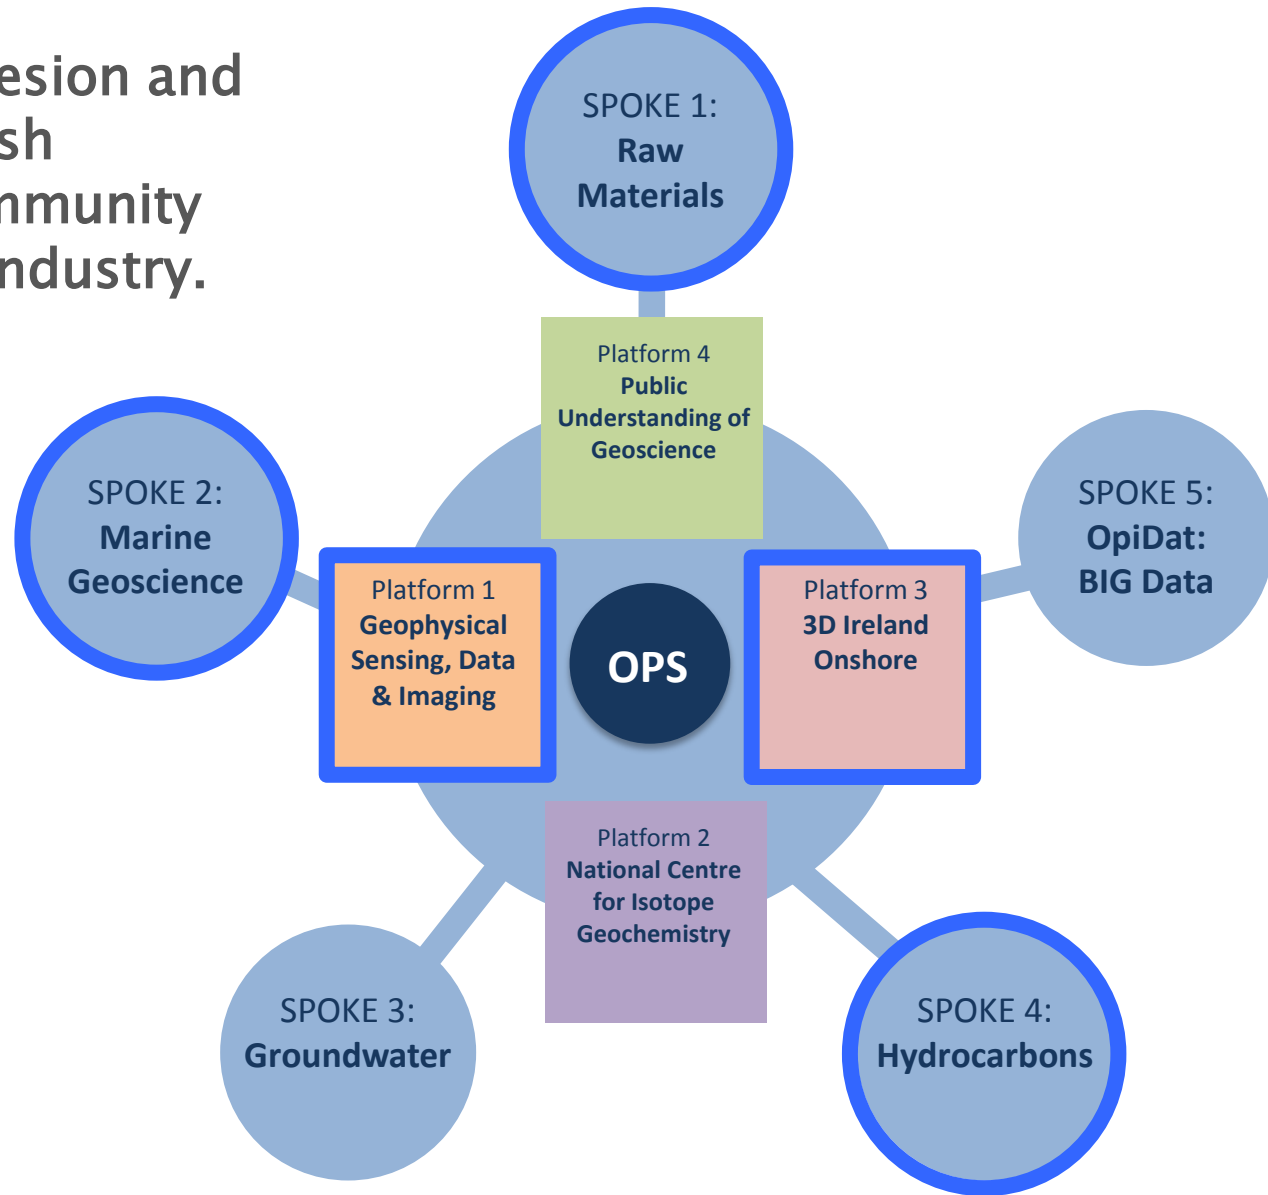 esion and
sh
mmunity
industry.
SPOKE 1:
Raw
Materials
Platform 4
Public
Understanding of
Geoscience
SPOKE 2:
Marine
Geoscience
SPOKE 5:
OpiDat:
BIG Data
Platform 1
Geophysical
Sensing, Data
& Imaging
OPS
Platform 3
3D Ireland
Onshore
Platform 2
National Centre
for Isotope
Geochemistry
SPOKE 3:
Groundwater
SPOKE 4:
Hydrocarbons